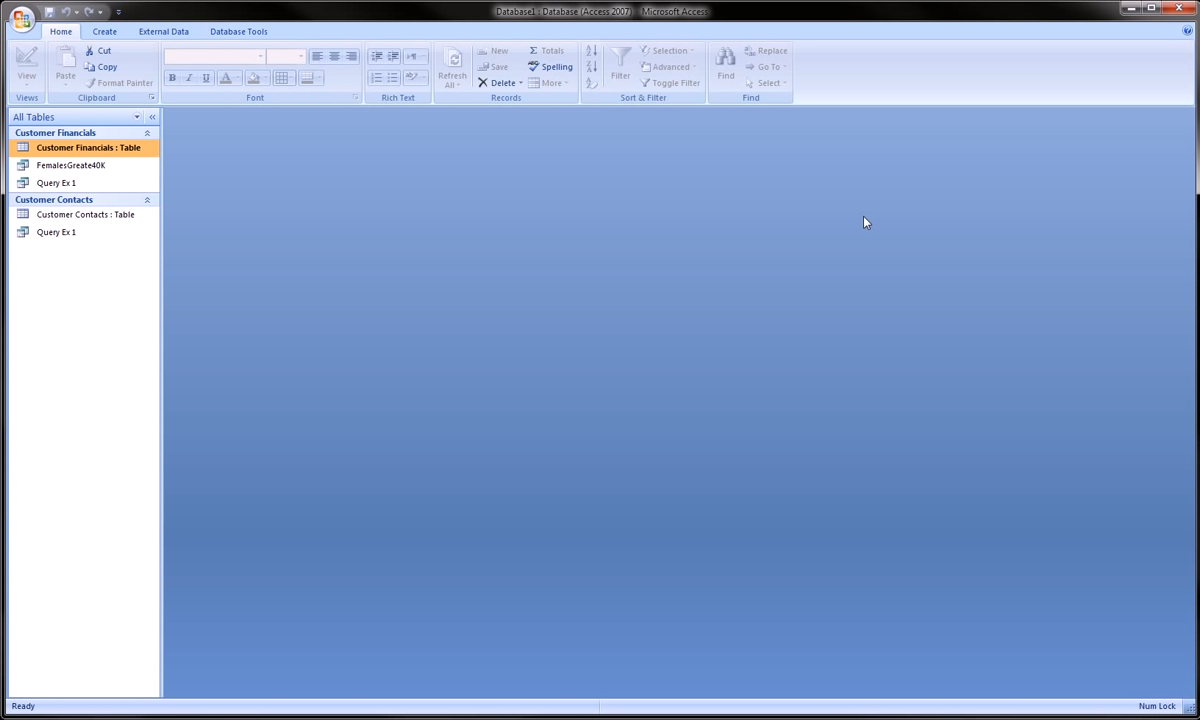 Database1 : Database (Access 2007) - Microsoft Access
Home Create External Data Database Tools
View
Views
Paste
Cut
Copy
Format Painter
Clipboard
B I U A
Font
Rich Text
Refresh All
New
Save
Delete
Σ Totals
Spelling
More
Records
Filter
Selection
Advanced
Toggle Filter
Sort & Filter
Find
Replace
Go To
Select
Find
All Tables
Customer Financials
Customer Financials : Table
FemalesGreate40K
Query Ex 1
Customer Contacts
Customer Contacts : Table
Query Ex 1
Ready
Num Lock